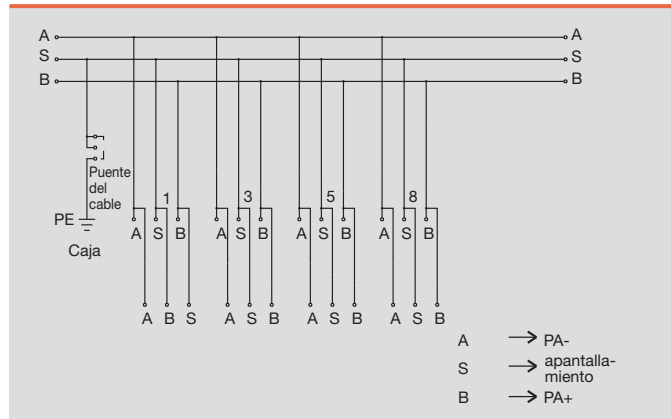 A A
S S
B B
Puente
del
cable
1 3 5 8
PE
A S B A S B A S B A S B
Caja
A B S A S B A S B A S B
A PA-
S apantalla-
miento
B PA+